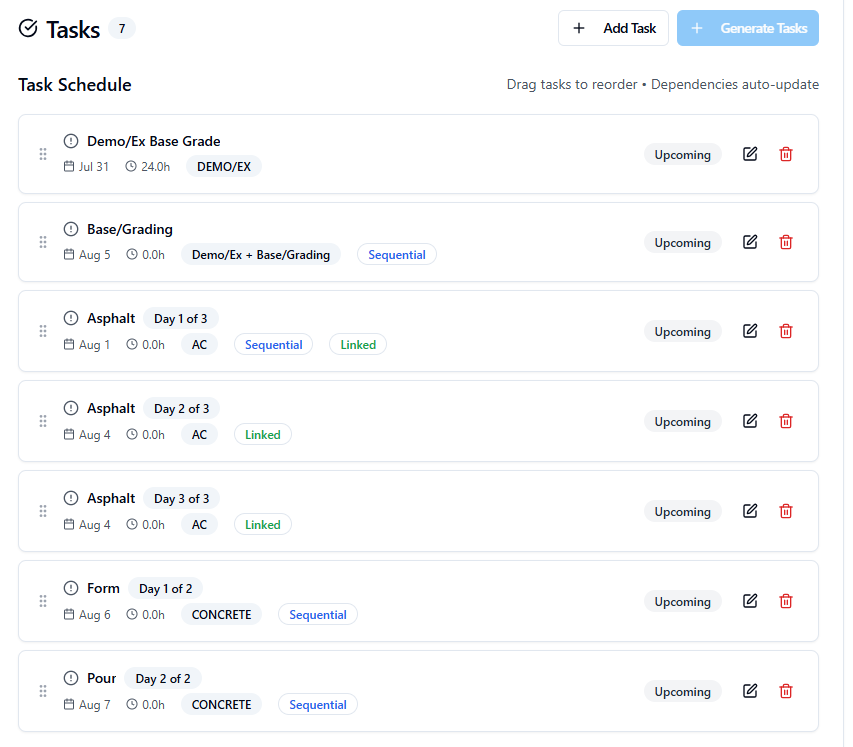 Tasks 7
+ Add Task
+ Generate Tasks
Task Schedule
Drag tasks to reorder • Dependencies auto-update
Demo/Ex Base Grade
Jul 31 24.0h DEMO/EX
Upcoming
Base/Grading
Aug 5 0.0h Demo/Ex + Base/Grading Sequential
Upcoming
Asphalt Day 1 of 3
Aug 1 0.0h AC Sequential Linked
Upcoming
Asphalt Day 2 of 3
Aug 4 0.0h AC Linked
Upcoming
Asphalt Day 3 of 3
Aug 4 0.0h AC Linked
Upcoming
Form Day 1 of 2
Aug 6 0.0h CONCRETE Sequential
Upcoming
Pour Day 2 of 2
Aug 7 0.0h CONCRETE Sequential
Upcoming